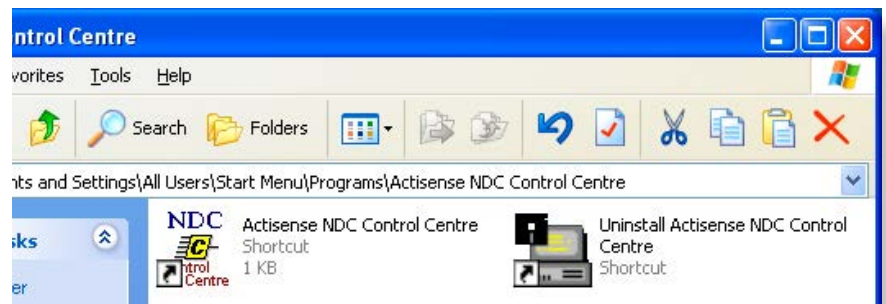 ntrol Centre
vorites Tools Help
Search Folders
nts and Settings\All Users\Start Menu\Programs\Actisense NDC Control Centre
sks
er
NDC
C
ntrol
Centre
Actisense NDC Control Centre
Shortcut
1 KB
Uninstall Actisense NDC Control
Centre
Shortcut